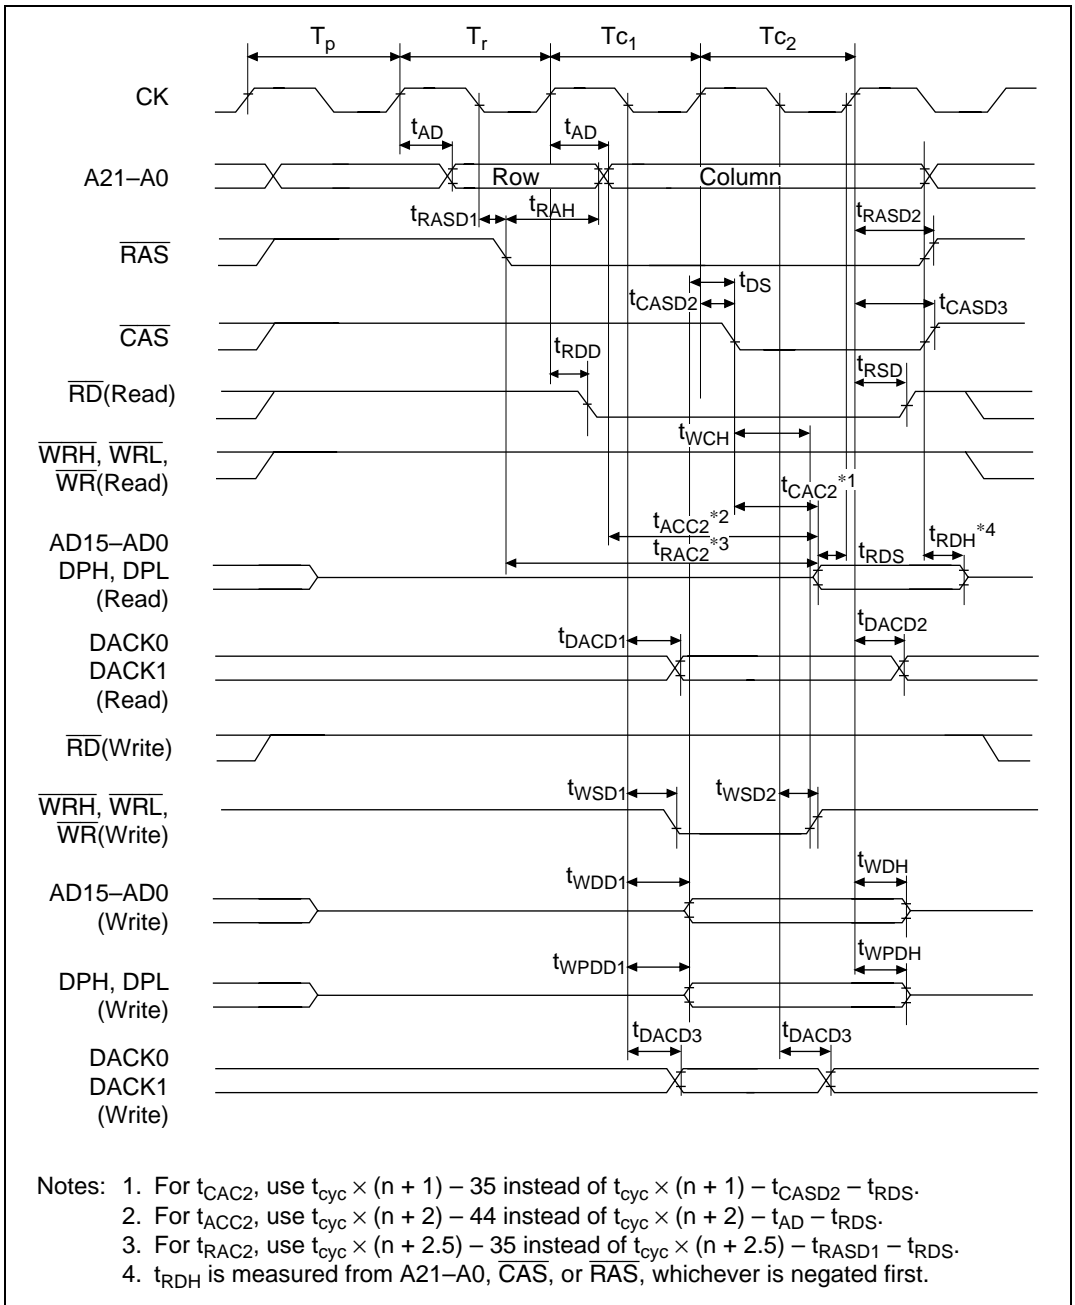 Tp Tr Tc1 Tc2
CK
tAD tAD
A21–A0 Row Column
tRASD1 tRAH tRASD2
RAS
tDS
tCASD2 tCASD3
CAS
tRDD tRSD
RD(Read)
tWCH
WRH, WRL,
WR(Read)
tCAC2*1
tACC2*2
AD15–AD0
tRAC2*3 tRDS tRDH*4
DPH, DPL
(Read)
DACK0
tDACD1 tDACD2
DACK1
(Read)
RD(Write)
tWSD1 tWSD2
WRH, WRL,
WR(Write)
tWDD1 tWDH
AD15–AD0
(Write)
tWPDD1 tWPDH
DPH, DPL
(Write)
tDACD3 tDACD3
DACK0
DACK1
(Write)
Notes: 1. For tCAC2, use tcyc × (n + 1) – 35 instead of tcyc × (n + 1) – tCASD2 – tRDS.
2. For tACC2, use tcyc × (n + 2) – 44 instead of tcyc × (n + 2) – tAD – tRDS.
3. For tRAC2, use tcyc × (n + 2.5) – 35 instead of tcyc × (n + 2.5) – tRASD1 – tRDS.
4. tRDH is measured from A21–A0, CAS, or RAS, whichever is negated first.